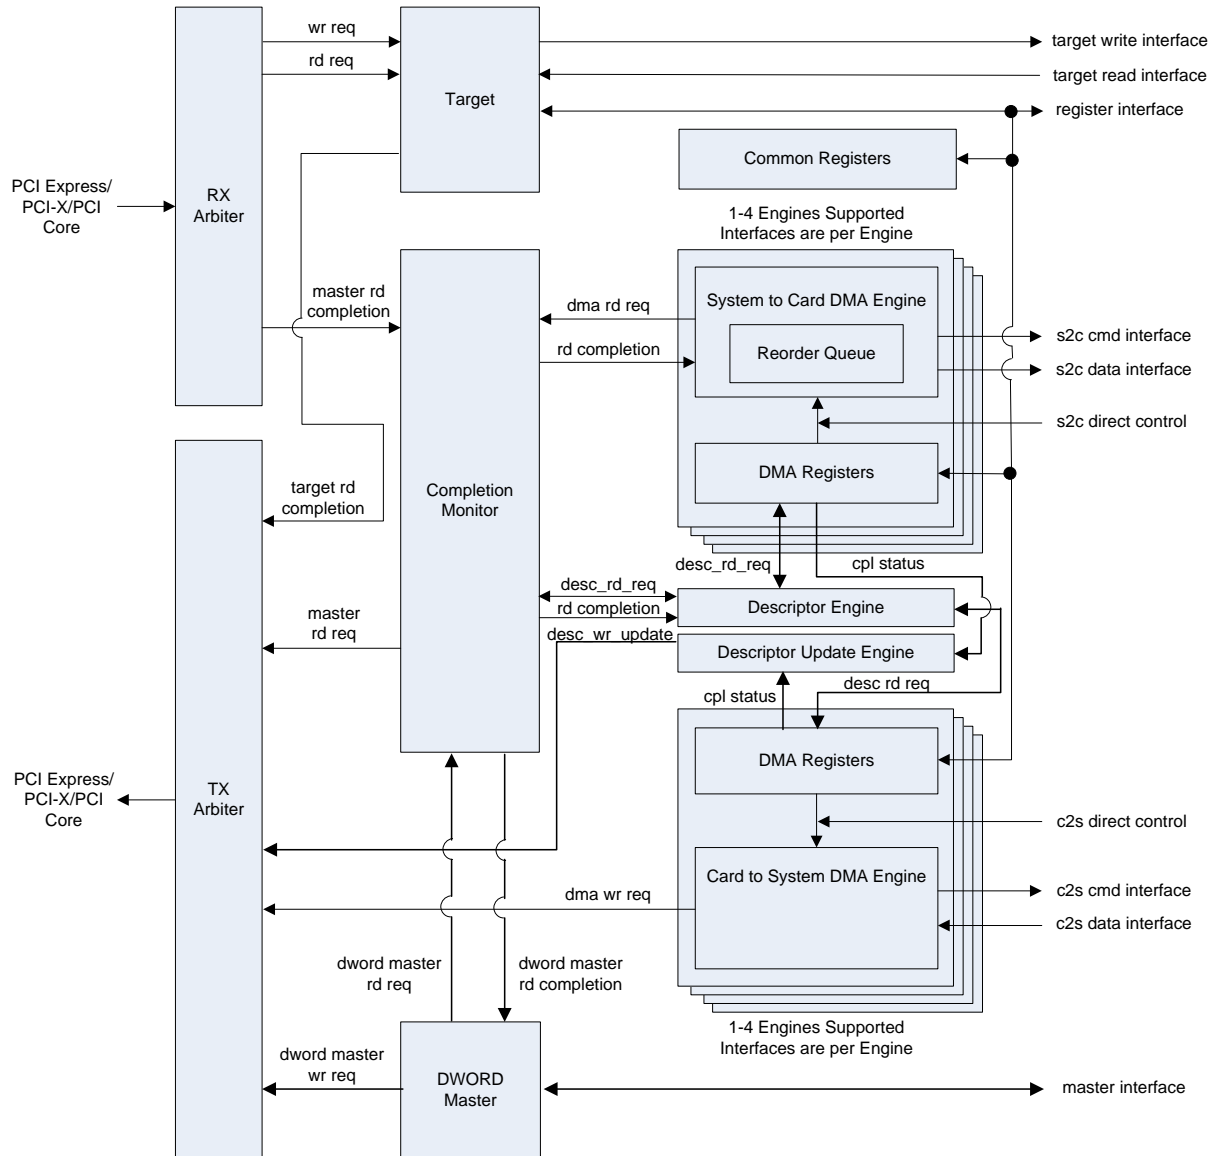 wr req
rd req
Target
target write interface
target read interface
register interface
Common Registers
PCI Express/
PCI-X/PCI
Core
RX
Arbiter
1-4 Engines Supported
Interfaces are per Engine
master rd
completion
dma rd req
rd completion
System to Card DMA Engine
Reorder Queue
s2c cmd interface
s2c data interface
s2c direct control
DMA Registers
target rd
completion
Completion
Monitor
desc_rd_req
cpl status
desc_rd_req
rd completion
Descriptor Engine
master
rd req
desc_wr_update
Descriptor Update Engine
cpl status
desc rd req
PCI Express/
PCI-X/PCI
Core
TX
Arbiter
DMA Registers
c2s direct control
Card to System DMA Engine
dma wr req
c2s cmd interface
c2s data interface
dword master
rd req
dword master
rd completion
1-4 Engines Supported
Interfaces are per Engine
dword master
wr req
DWORD
Master
master interface